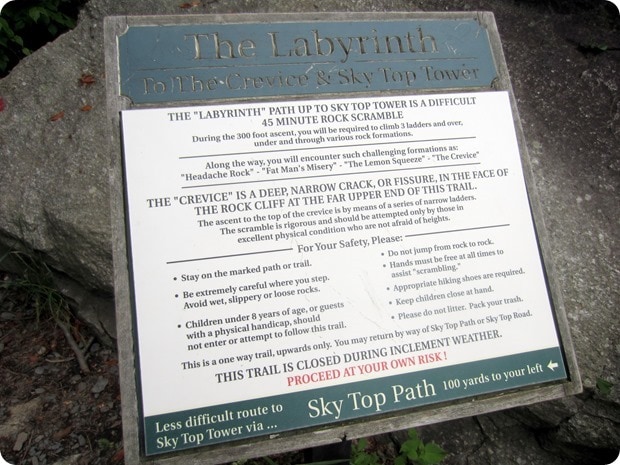 The Labyrinth
To The Crevice & Sky Top Tower
THE "LABYRINTH" PATH UP TO SKY TOP TOWER IS A DIFFICULT
45 MINUTE ROCK SCRAMBLE
During the 300 foot ascent, you will be required to climb 3 ladders and over,
under and through various rock formations.
Along the way, you will encounter such challenging formations as:
"Headache Rock" - "Fat Man's Misery" - "The Lemon Squeeze" - "The Crevice"
THE "CREVICE" IS A DEEP, NARROW CRACK, OR FISSURE, IN THE FACE OF
THE ROCK CLIFF AT THE FAR UPPER END OF THIS TRAIL.
The ascent to the top of the crevice is by means of a series of narrow ladders.
The scramble is rigorous and should be attempted only by those in
excellent physical condition who are not afraid of heights.
For Your Safety, Please:
• Stay on the marked path or trail.
• Be extremely careful where you step.
Avoid wet, slippery or loose rocks.
• Children under 8 years of age, or guests
with a physical handicap, should
not enter or attempt to follow this trail.
• Do not jump from rock to rock.
• Hands must be free at all times to
assist "scrambling."
• Appropriate hiking shoes are required.
• Keep children close at hand.
• Please do not litter. Pack your trash.
This is a one way trail, upwards only. You may return by way of Sky Top Path or Sky Top Road.
THIS TRAIL IS CLOSED DURING INCLEMENT WEATHER.
PROCEED AT YOUR OWN RISK !
Less difficult route to
Sky Top Tower via ...
Sky Top Path
100 yards to your left